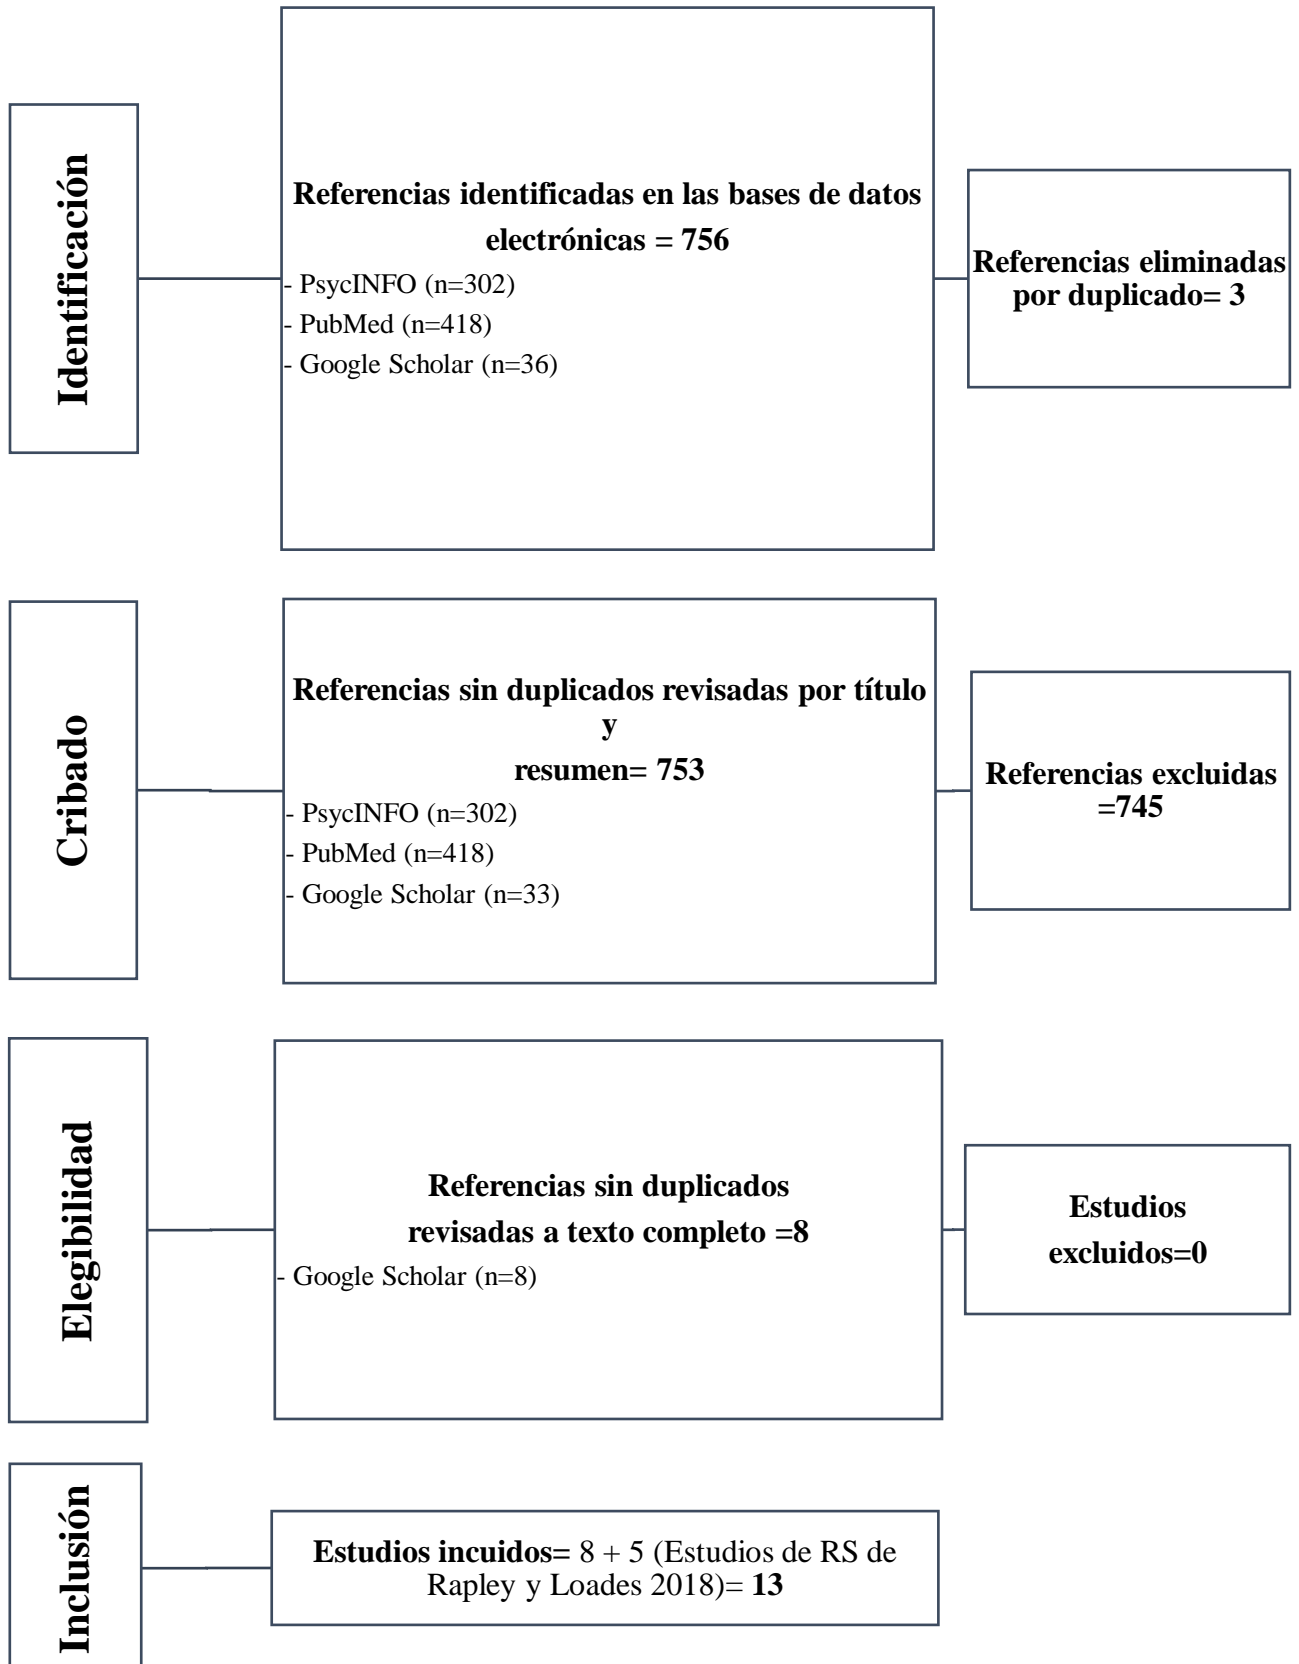 Identificación
Referencias identificadas en las bases de datos
electrónicas = 756
- PsycINFO (n=302)
- PubMed (n=418)
- Google Scholar (n=36)
Referencias eliminadas
por duplicado= 3
Cribado
Referencias sin duplicados revisadas por título
y
resumen= 753
- PsycINFO (n=302)
- PubMed (n=418)
- Google Scholar (n=33)
Referencias excluidas
=745
Elegibilidad
Referencias sin duplicados
revisadas a texto completo =8
- Google Scholar (n=8)
Estudios
excluidos=0
Inclusión
Estudios incuidos= 8 + 5 (Estudios de RS de
Rapley y Loades 2018)= 13